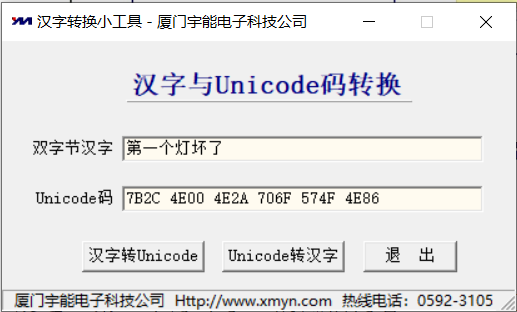 汉字转换小工具 - 厦门宇能电子科技公司
汉字与Unicode码转换
双字节汉字 第一个灯坏了
Unicode码 7B2C 4E00 4E2A 706F 574F 4E86
汉字转Unicode Unicode转汉字 退 出
厦门宇能电子科技公司 Http://www.xmyn.com 热线电话：0592-3105